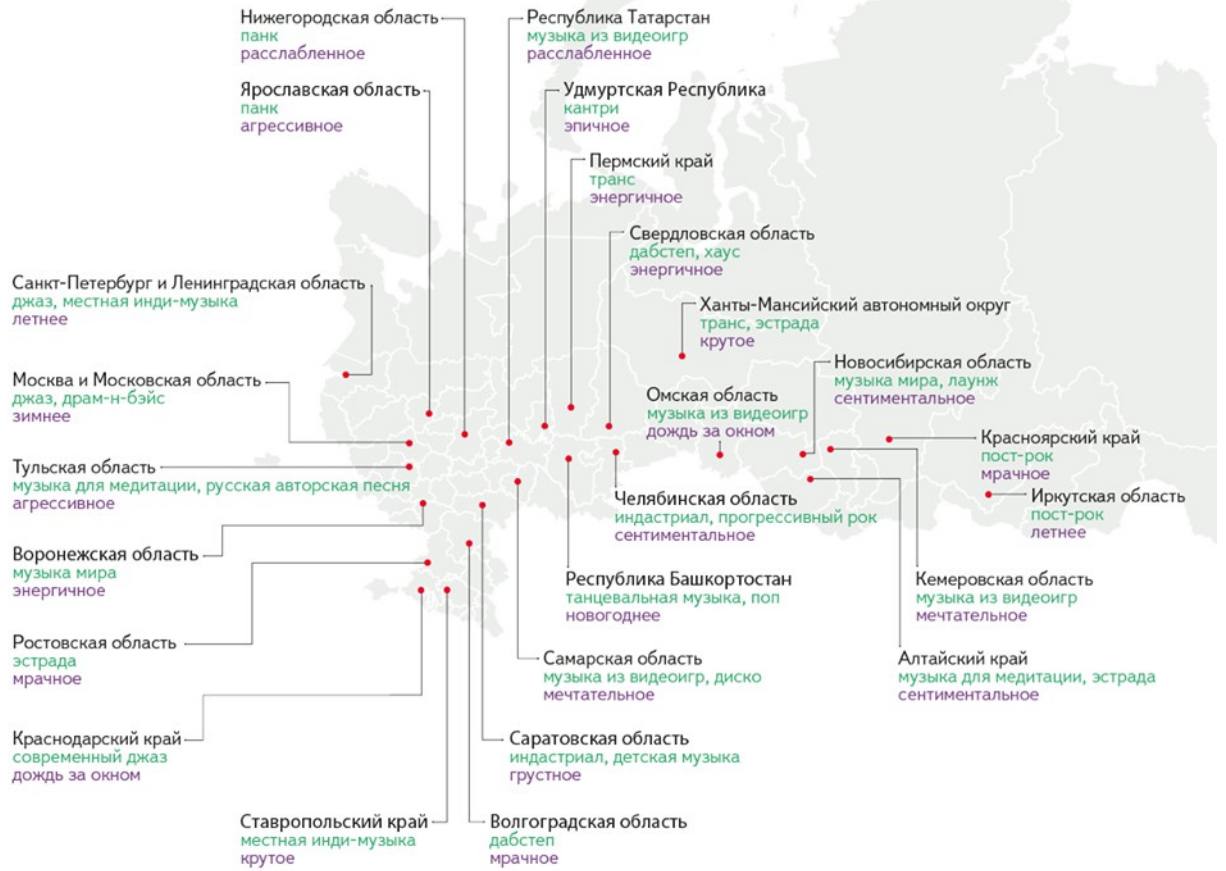 Нижегородская область
панк
расслабленное
Республика Татарстан
музыка из видеоигр
расслабленное
Ярославская область
панк
агрессивное
Удмуртская Республика
кантри
эпичное
Пермский край
транс
энергичное
Свердловская область
дабстеп, хаус
энергичное
Санкт-Петербург и Ленинградская область
джаз, местная инди-музыка
летнее
Ханты-Мансийский автономный округ
транс, эстрада
крутое
Новосибирская область
музыка мира, лаунж
сентиментальное
Москва и Московская область
джаз, драм-н-бэйс
зимнее
Омская область
музыка из видеоигр
дождь за окном
Красноярский край
пост-рок
мрачное
Тульская область
музыка для медитации, русская авторская песня
агрессивное
Челябинская область
индастриал, прогрессивный рок
сентиментальное
Иркутская область
пост-рок
летнее
Воронежская область
музыка мира
энергичное
Республика Башкортостан
танцевальная музыка, поп
новогоднее
Кемеровская область
музыка из видеоигр
мечтательное
Ростовская область
эстрада
мрачное
Самарская область
музыка из видеоигр, диско
мечтательное
Алтайский край
музыка для медитации, эстрада
сентиментальное
Краснодарский край
современный джаз
дождь за окном
Саратовская область
индастриал, детская музыка
грустное
Ставропольский край
местная инди-музыка
крутое
Волгоградская область
дабстеп
мрачное